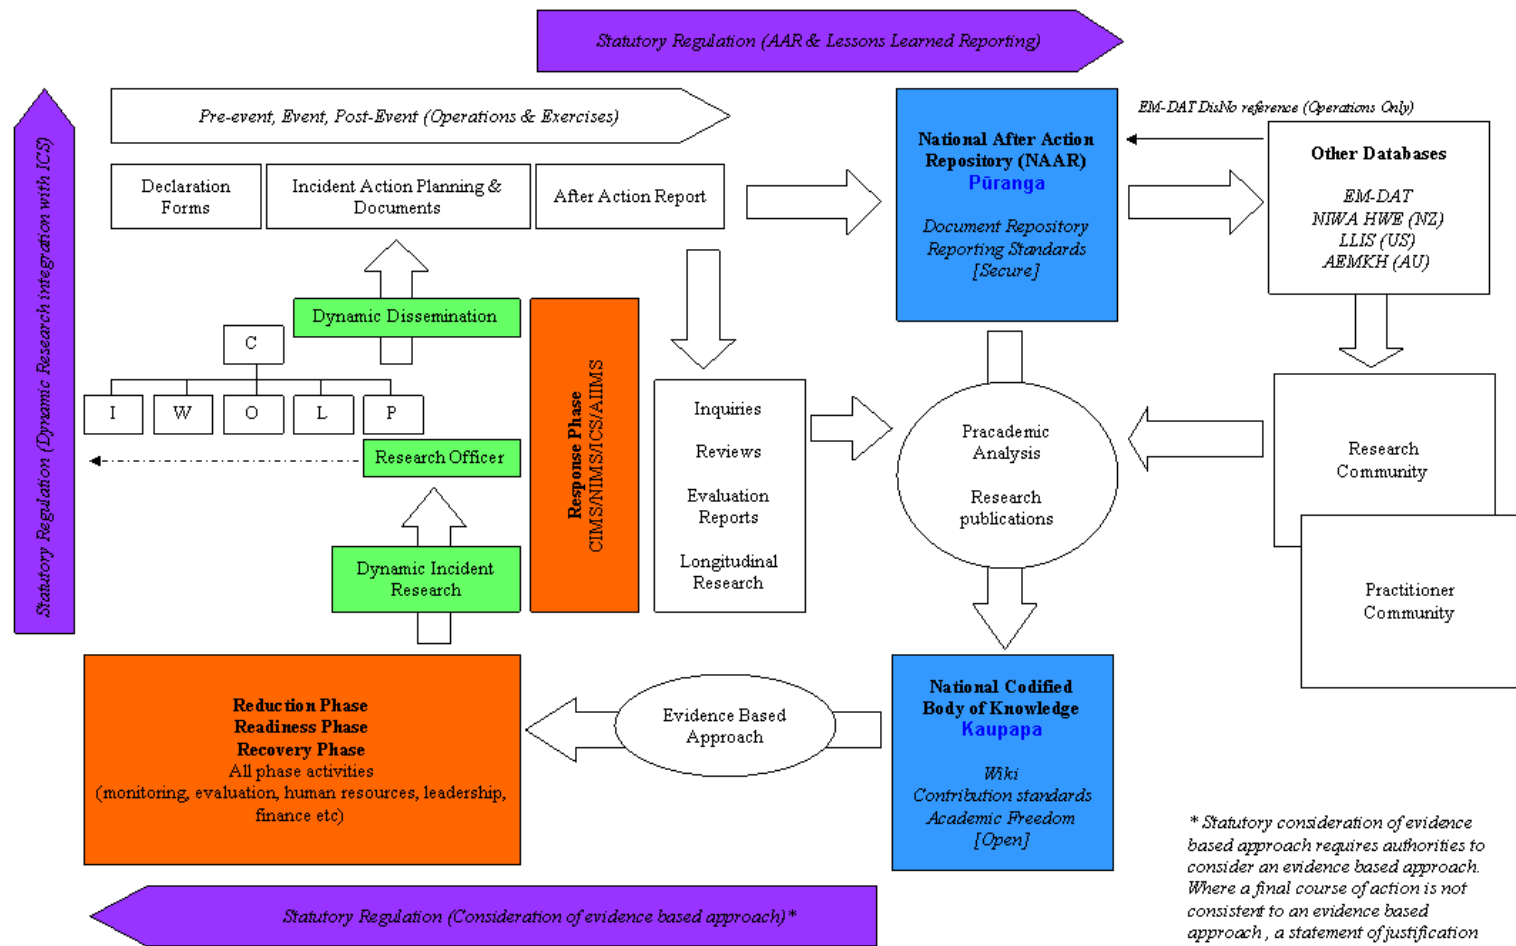 Statutory Regulation (AAR & Lessons Learned Reporting)
Statutory Regulation (Dynamic Research integration with ICS)
Pre-event, Event, Post-Event (Operations & Exercises)
Declaration
Forms
Incident Action Planning &
Documents
After Action Report
National After Action
Repository (NAAR)
Pūranga
Document Repository
Reporting Standards
[Secure]
EM-DAT DisNo reference (Operations Only)
Other Databases
EM-DAT
NIWA HWE (NZ)
LLIS (US)
AEMKH (AU)
Dynamic Dissemination
C
I
W
O
L
P
Research Officer
Dynamic Incident
Research
Response Phase
CIMS/NIMS/ICS/AIIMS
Inquiries
Reviews
Evaluation
Reports
Longitudinal
Research
Pracademic
Analysis
Research
publications
Research
Community
Practitioner
Community
Reduction Phase
Readiness Phase
Recovery Phase
All phase activities
(monitoring, evaluation, human resources, leadership,
finance etc)
Evidence Based
Approach
National Codified
Body of Knowledge
Kaupapa
Wiki
Contribution standards
Academic Freedom
[Open]
Statutory Regulation (Consideration of evidence based approach)*
* Statutory consideration of evidence
based approach requires authorities to
consider an evidence based approach.
Where a final course of action is not
consistent to an evidence based
approach , a statement of justification